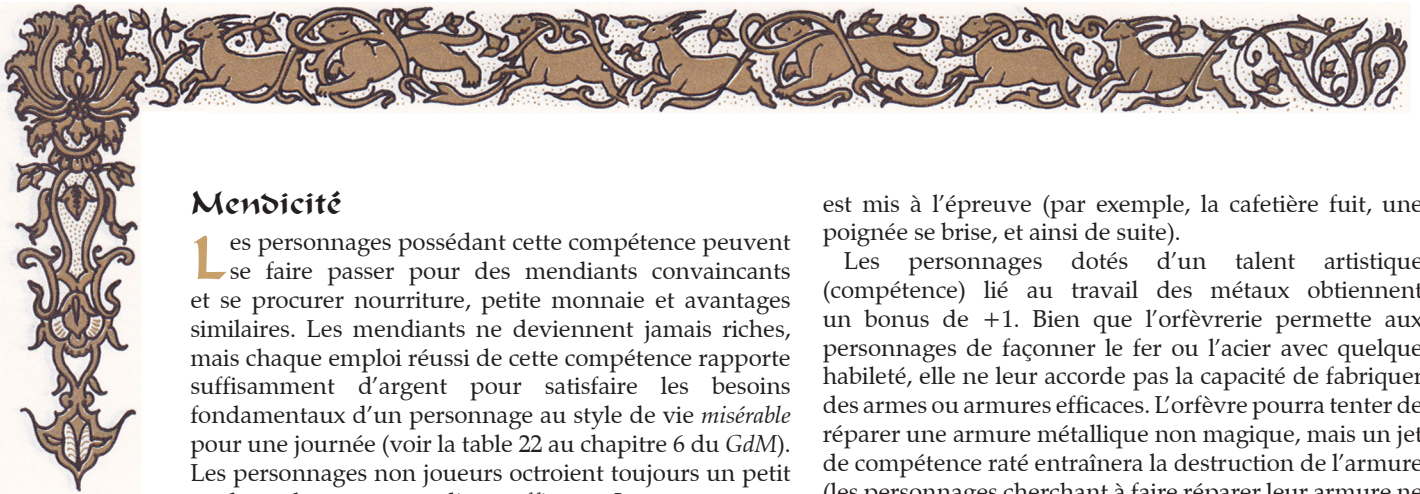 Mendicité
Les personnages possédant cette compétence peuvent
se faire passer pour des mendiants convaincants
et se procurer nourriture, petite monnaie et avantages
similaires. Les mendiants ne deviennent jamais riches,
mais chaque emploi réussi de cette compétence rapporte
suffisamment d’argent pour satisfaire les besoins
fondamentaux d’un personnage au style de vie misérable
pour une journée (voir la table 22 au chapitre 6 du GdM).
Les personnages non joueurs octroient toujours un petit
est mis à l’épreuve (par exemple, la cafetière fuit, une
poignée se brise, et ainsi de suite).
Les personnages dotés d’un talent artistique
(compétence) lié au travail des métaux obtiennent
un bonus de +1. Bien que l’orfèvrerie permette aux
personnages de façonner le fer ou l’acier avec quelque
habileté, elle ne leur accorde pas la capacité de fabriquer
des armes ou armures efficaces. L’orfèvre pourra tenter de
réparer une armure métallique non magique, mais un jet
de compétence raté entraînera la destruction de l’armure
(les personnages cherchant à faire réparer leur armure ne